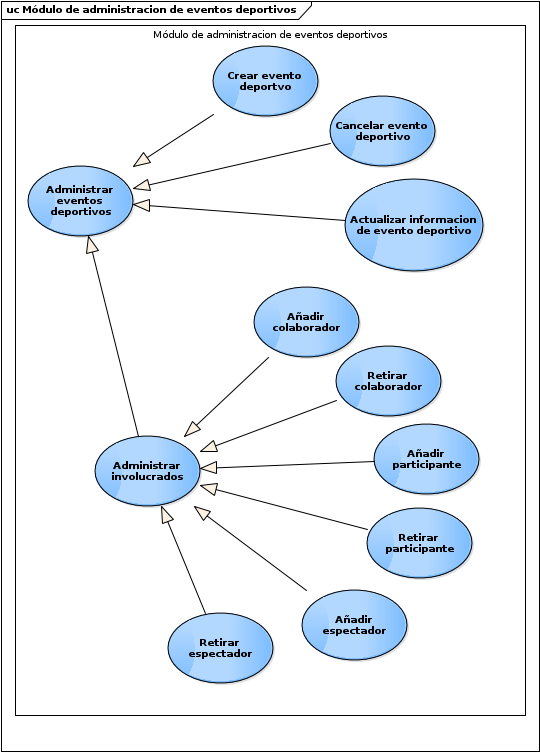 uc Módulo de administracion de eventos deportivos
Módulo de administracion de eventos deportivos
Crear evento
deportvo
Cancelar evento
deportivo
Administrar
eventos
deportivos
Actualizar informacion
de evento deportivo
Añadir
colaborador
Retirar
colaborador
Añadir
participante
Administrar
involucrados
Retirar
participante
Añadir
espectador
Retirar
espectador